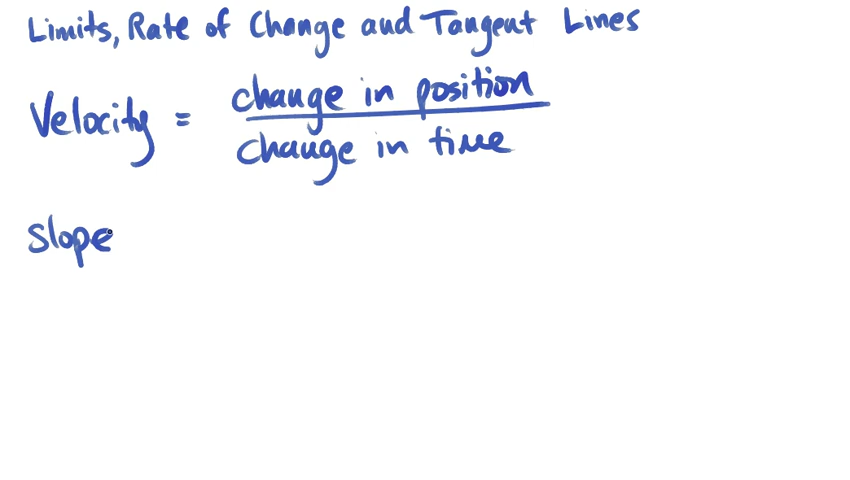 Limits, Rate of Change and Tangent Lines
Velocity = change in position
change in time
Slope